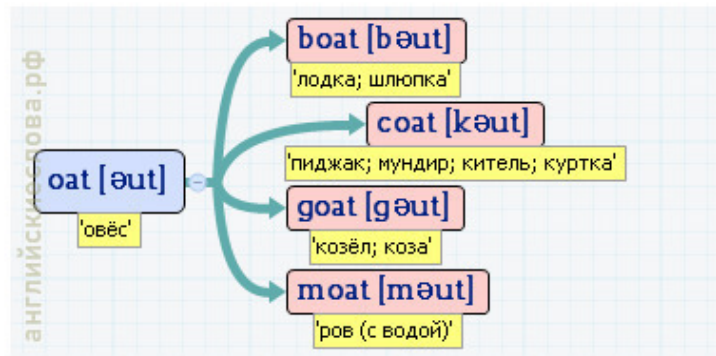 английскиеслова.рф
boat [bəut]
'лодка; шлюпка'
coat [kəut]
'пиджак; мундир; китель; куртка'
oat [əut]
'овёс'
goat [gəut]
'козёл; коза'
moat [məut]
'ров (с водой)'